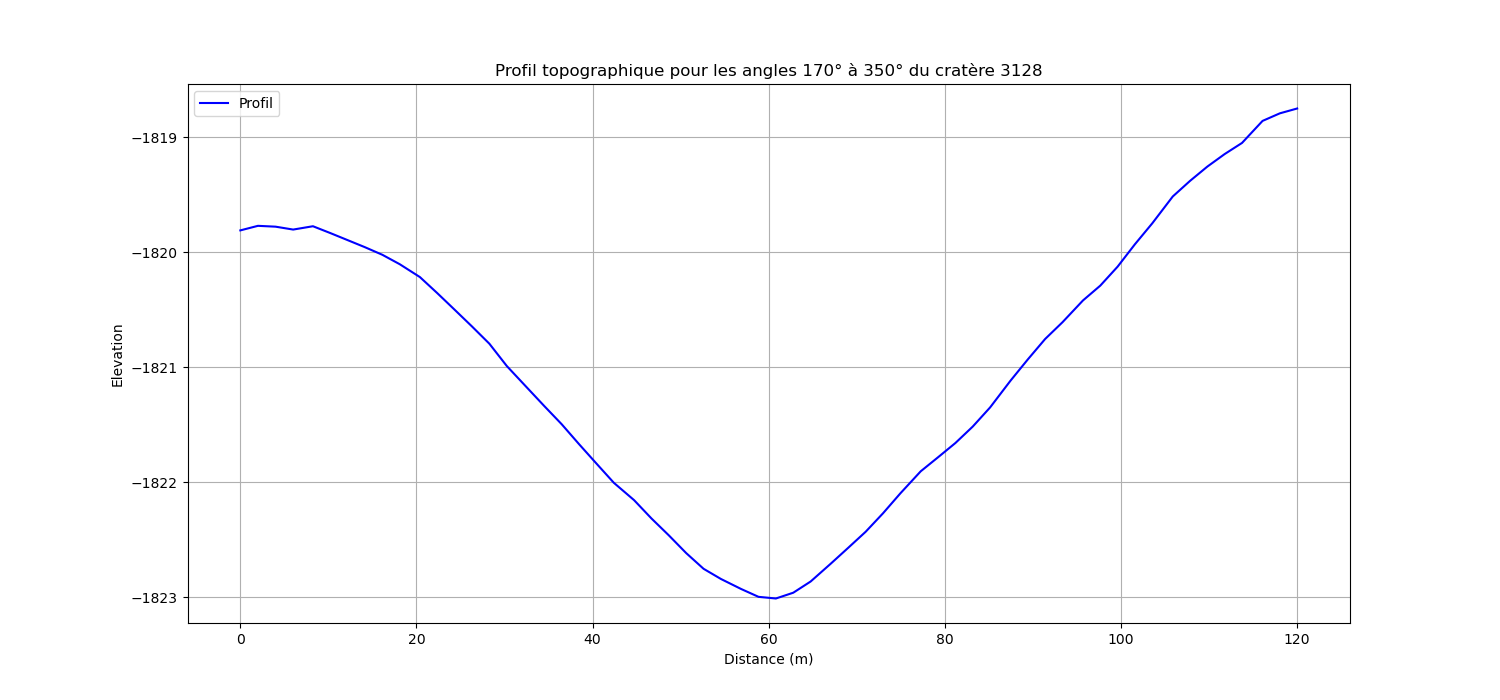 Profil topographique pour les angles 170° à 350° du cratère 3128
Profil
−1819
−1820
−1821
−1822
−1823
Elevation
0 20 40 60 80 100 120
Distance (m)